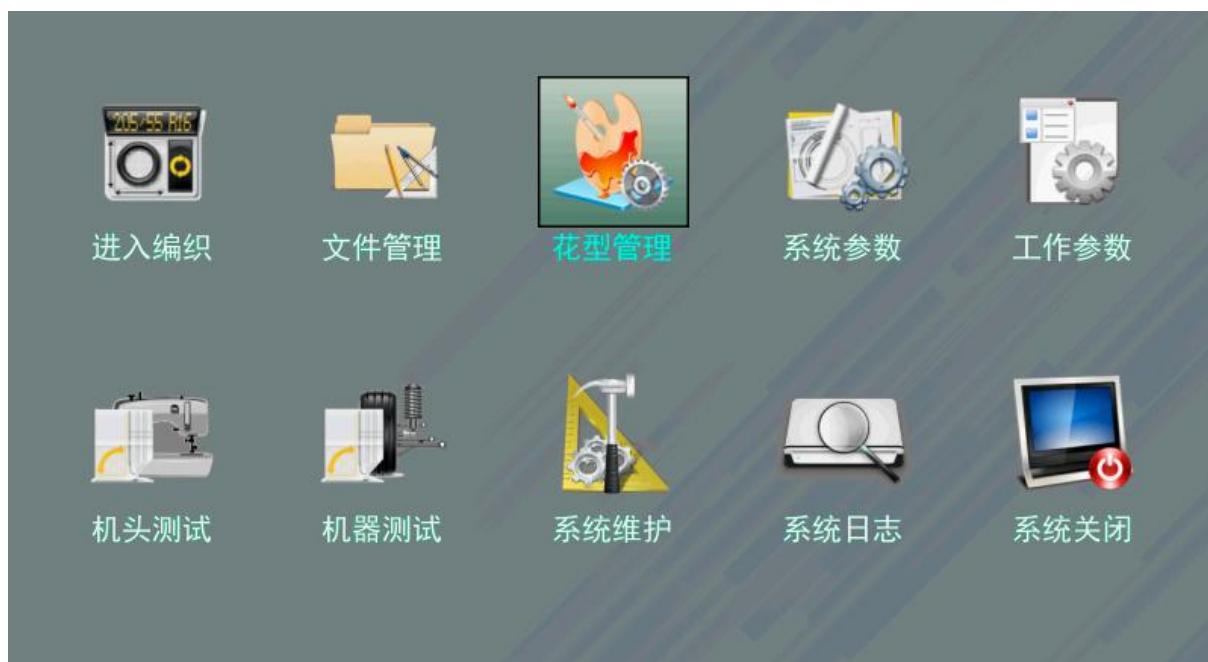 205/55 R16
进入编织
文件管理
花型管理
系统参数
工作参数
机头测试
机器测试
系统维护
系统日志
系统关闭